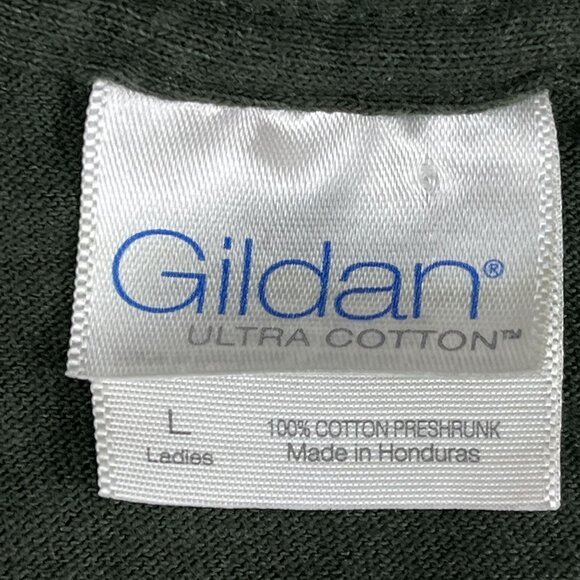 Gildan®
ULTRA COTTON™
L
Ladies
100% COTTON PRESHRUNK
Made in Honduras